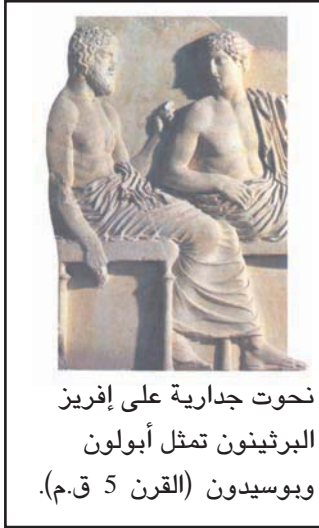 نحوت جدارية على إفريز
البرثينون تمثل أبولون
وبوسيدون (القرن 5 ق.م).